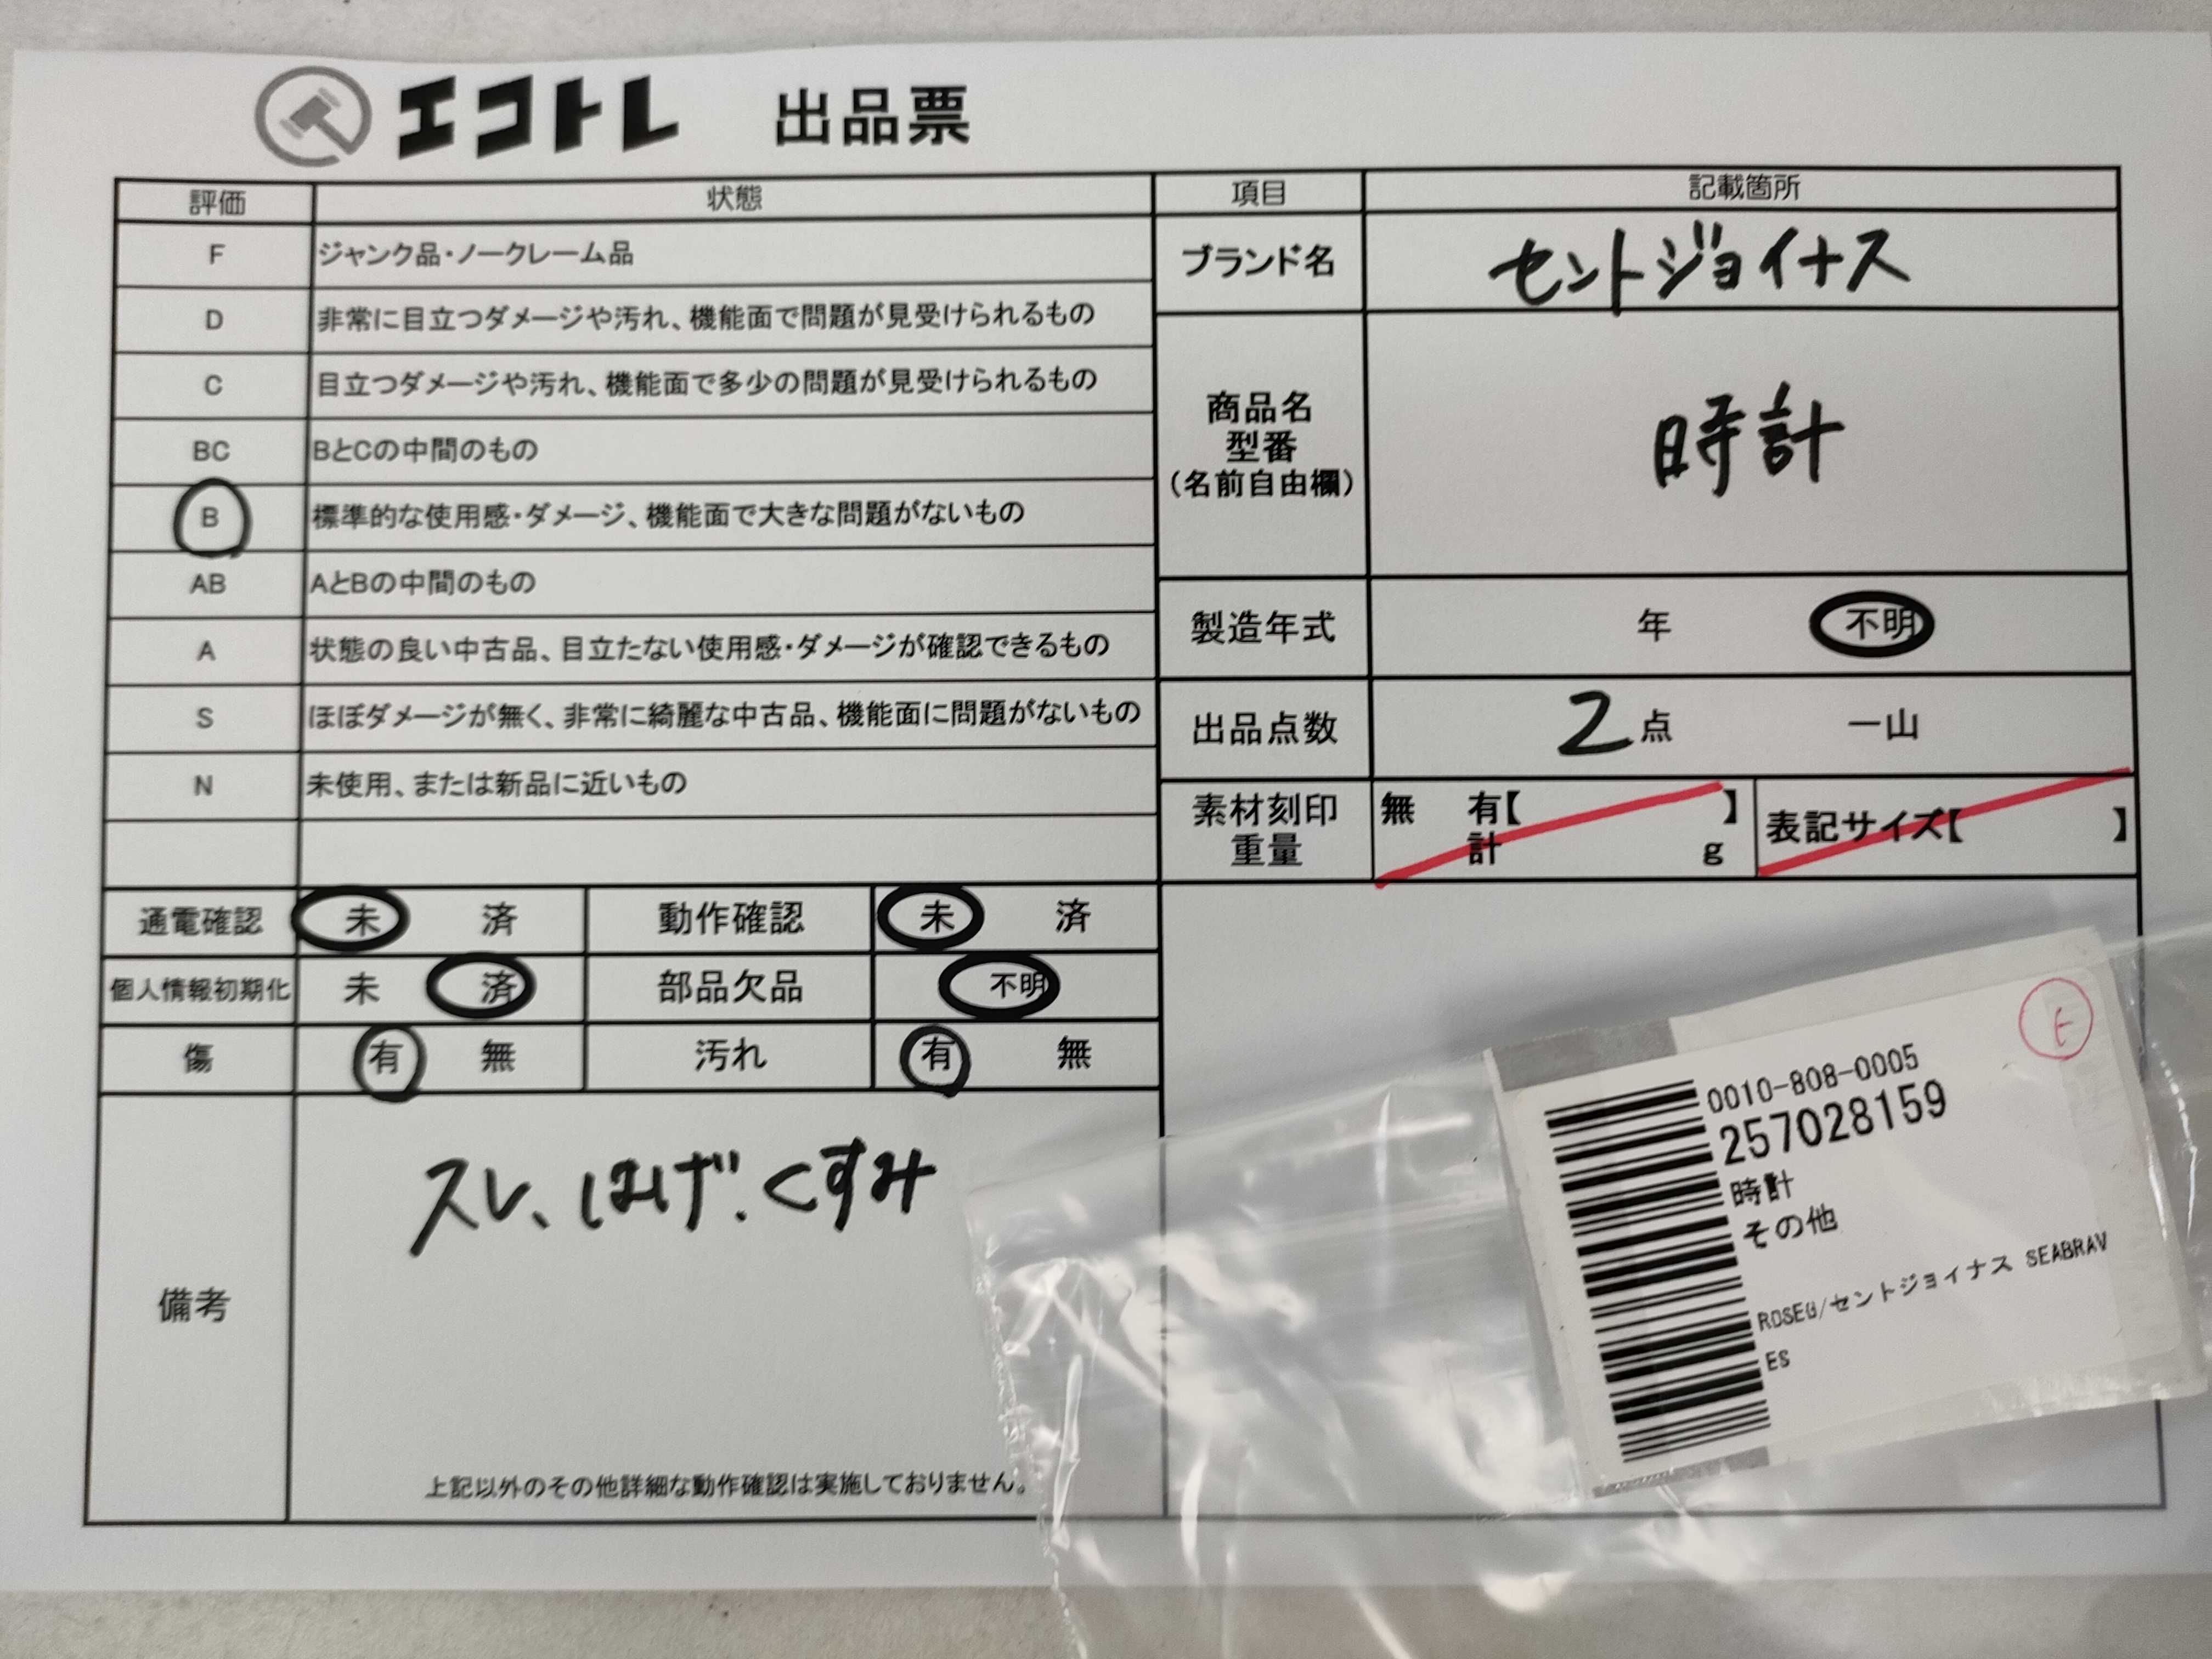 エコトレ 出品票
評価 状態 項目 記載箇所
F ジャンク品・ノークレーム品
D 非常に目立つダメージや汚れ、機能面で問題が見受けられるもの
C 目立つダメージや汚れ、機能面で多少の問題が見受けられるもの
BC BとCの中間のもの
B 標準的な使用感・ダメージ、機能面で大きな問題がないもの
AB AとBの中間のもの
A 状態の良い中古品、目立たない使用感・ダメージが確認できるもの
S ほぼダメージが無く、非常に綺麗な中古品、機能面に問題がないもの
N 未使用、または新品に近いもの
ブランド名 セントジョイナス
商品名
型番
(名前自由欄)
時計
製造年式 年 不明
出品点数 2点 一山
素材刻印
重量
無 有【 】
計 g
表記サイズ【 】
通電確認 未 済 動作確認 未 済
個人情報初期化 未 済 部品欠品 不明
傷 有 無 汚れ 有 無
備考
スレ、はげ、くすみ
上記以外のその他詳細な動作確認は実施しておりません。
0010-808-0005
257028159
時計
その他
ROSEG/セントジョイナス SEABRAV
ES